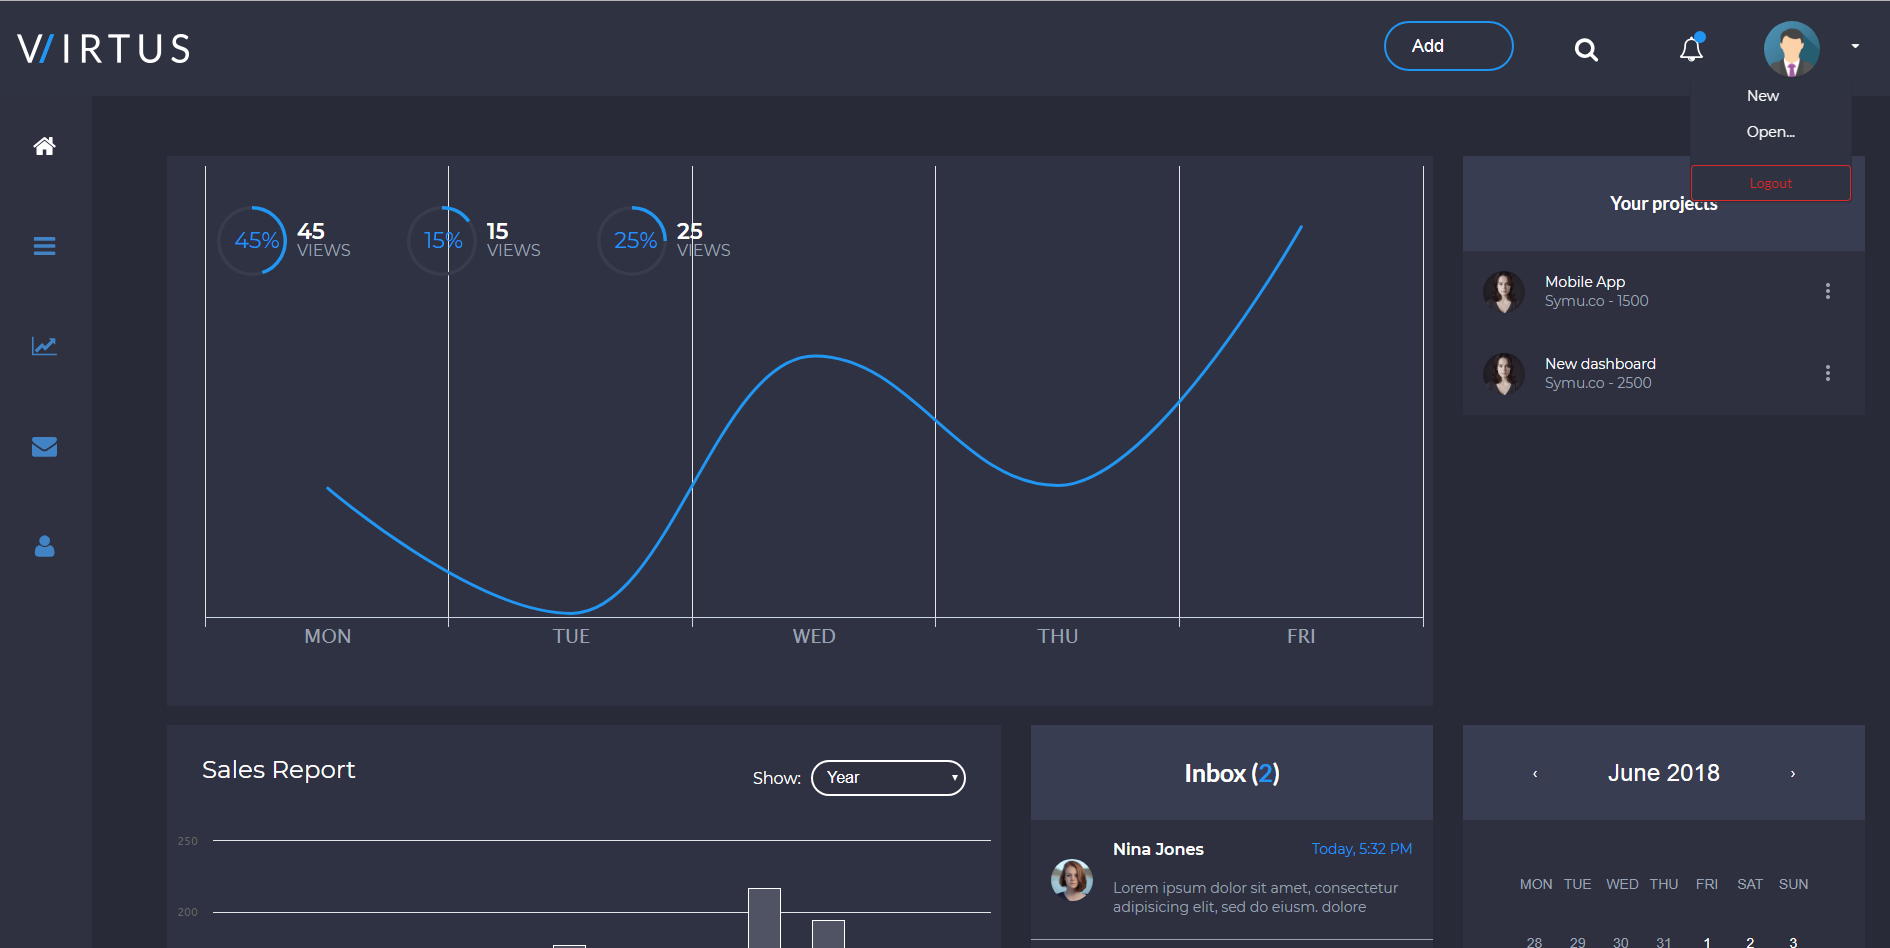 VIRTUS
Add
New
Open...
Logout
45%
45
VIEWS
15%
15
VIEWS
25%
25
VIEWS
MON
TUE
WED
THU
FRI
Your projects
Mobile App
Symu.co - 1500
New dashboard
Symu.co - 2500
Sales Report
Show:
Year
250
200
Inbox (2)
Nina Jones
Today, 5:32 PM
Lorem ipsum dolor sit amet, consectetur
adipisicing elit, sed do eiusm. dolore
‹ June 2018 ›
MON TUE WED THU FRI SAT SUN
28 29 30 31 1 2 3